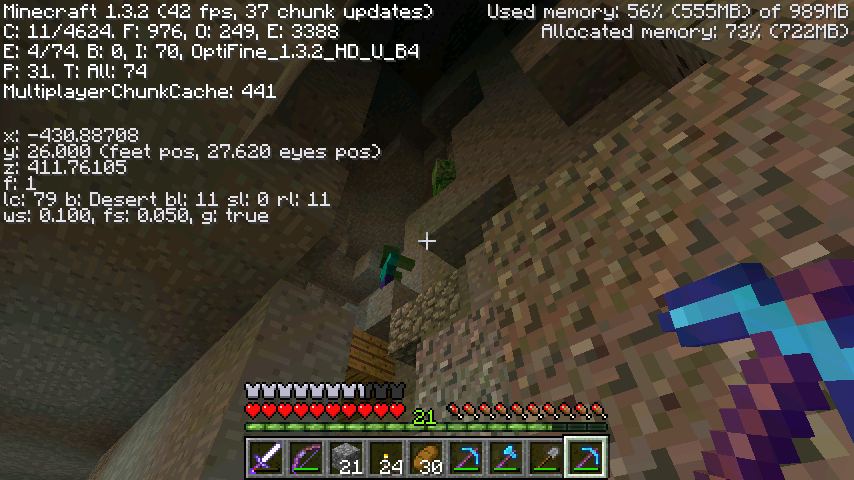 Minecraft 1.3.2 (42 fps, 37 chunk updates)
C: 11/4624. F: 976, O: 249, E: 3388
E: 4/74. B: 0, I: 70, OptiFine_1.3.2_HD_U_B4
P: 31. T: All: 74
MultiplayerChunkCache: 441
Used memory: 56% (555MB) of 989MB
Allocated memory: 73% (722MB)
x: -430.88708
y: 26.000 (feet pos, 27.620 eyes pos)
z: 411.76105
f: 1
lc: 79 b: Desert bl: 11 sl: 0 rl: 11
ws: 0.100, fs: 0.050, g: true
21
21
24
30